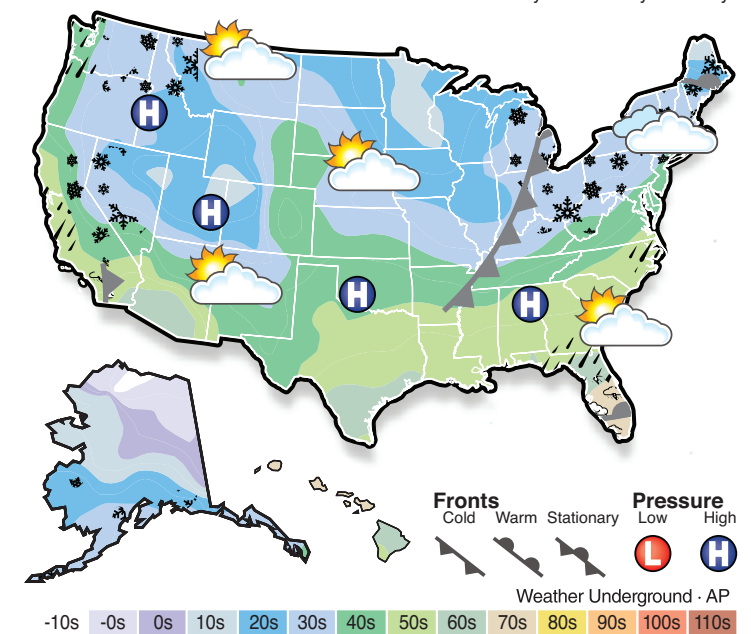 H
H
H
H
Fronts Pressure
Cold Warm Stationary Low High
L H
Weather Underground · AP
-10s -0s 0s 10s 20s 30s 40s 50s 60s 70s 80s 90s 100s 110s